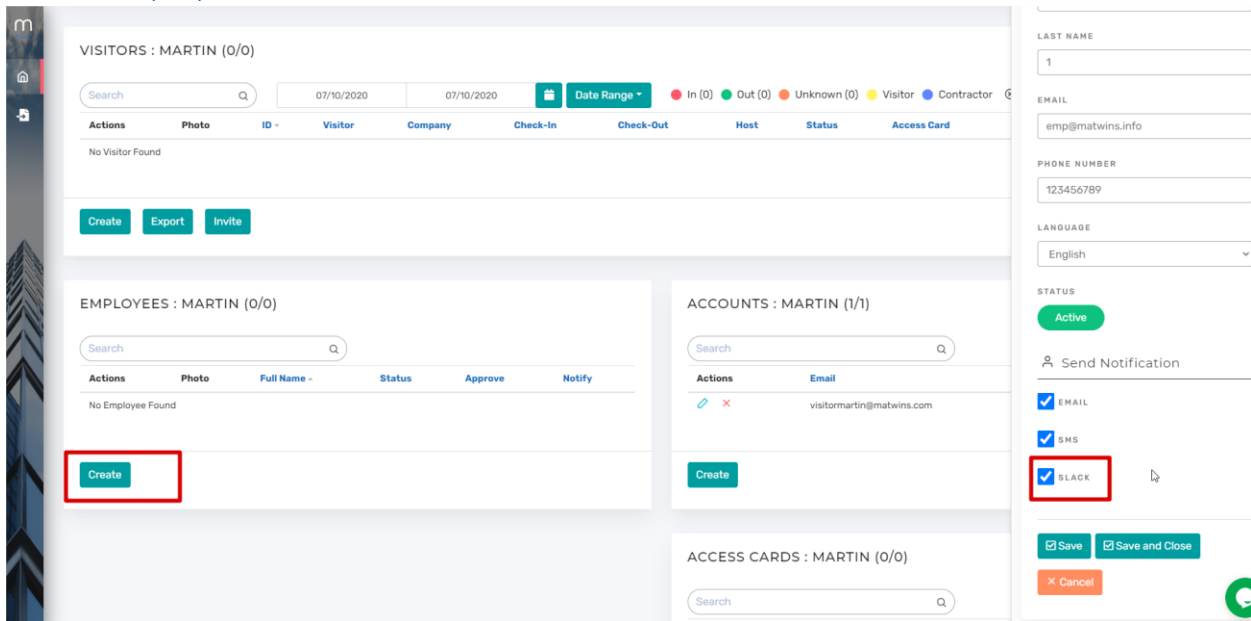 m
VISITORS : MARTIN (0/0)
Search
07/10/2020 07/10/2020 Date Range
In (0) Out (0) Unknown (0) Visitor Contractor
Actions Photo ID Visitor Company Check-In Check-Out Host Status Access Card
No Visitor Found
Create Export Invite
EMPLOYEES : MARTIN (0/0)
Search
Actions Photo Full Name Status Approve Notify
No Employee Found
Create
ACCOUNTS : MARTIN (1/1)
Search
Actions Email
visitormartin@matwins.com
Create
ACCESS CARDS : MARTIN (0/0)
Search
LAST NAME
1
EMAIL
emp@matwins.info
PHONE NUMBER
123456789
LANGUAGE
English
STATUS
Active
Send Notification
EMAIL
SMS
SLACK
Save Save and Close
× Cancel